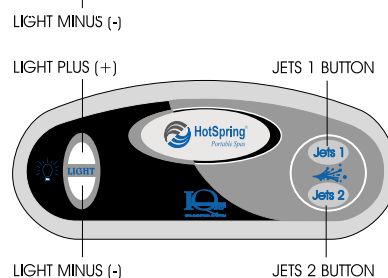 LIGHT MINUS (-)
LIGHT PLUS (+)
JETS 1 BUTTON
HotSpring®
Portable Spas
Jets 1
LIGHT
IQ
Jets 2
LIGHT MINUS (-)
JETS 2 BUTTON